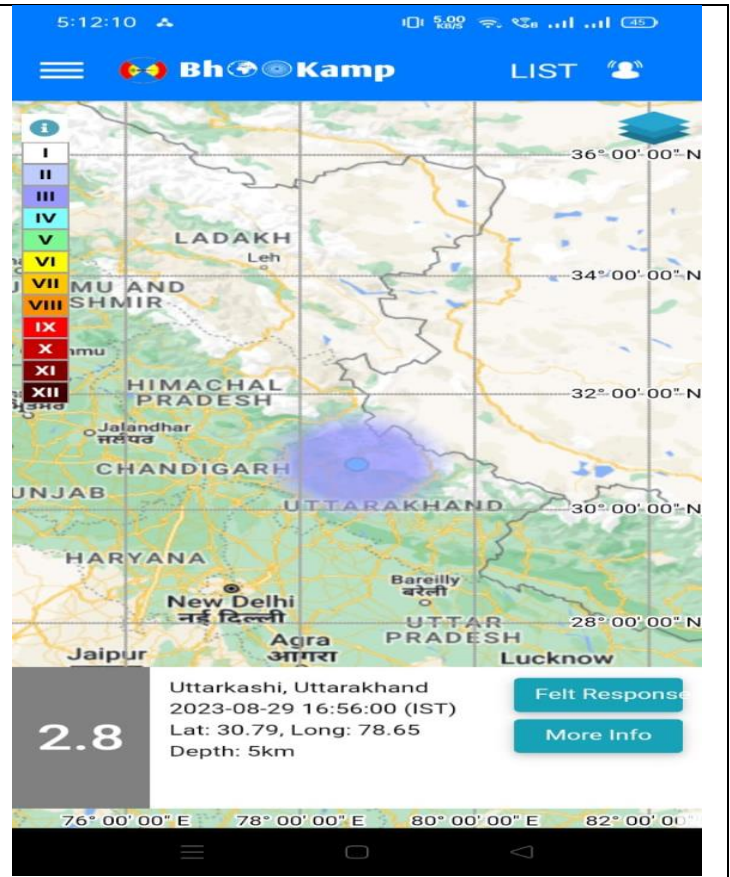 5:12:10 5.00 KB/S 45
BhooKamp LIST
I
II
III
IV
V
VI
VII
VIII
IX
X
XI
XII
36° 00' 00" N
LADAKH
Leh
34° 00' 00" N
MU AND
SHMIR
mmu
HIMACHAL
PRADESH
32° 00' 00" N
Jalandhar
CHANDIGARH
UNJAB
UTTARAKHAND
30° 00' 00" N
HARYANA
Bareilly
बरेली
New Delhi
नई दिल्ली
UTTAR
PRADESH
28° 00' 00" N
Jaipur
Agra
आगरा
Lucknow
2.8
Uttarkashi, Uttarakhand
2023-08-29 16:56:00 (IST)
Lat: 30.79, Long: 78.65
Depth: 5km
Felt Response
More Info
76° 00' 00" E 78° 00' 00" E 80° 00' 00" E 82° 00' 00